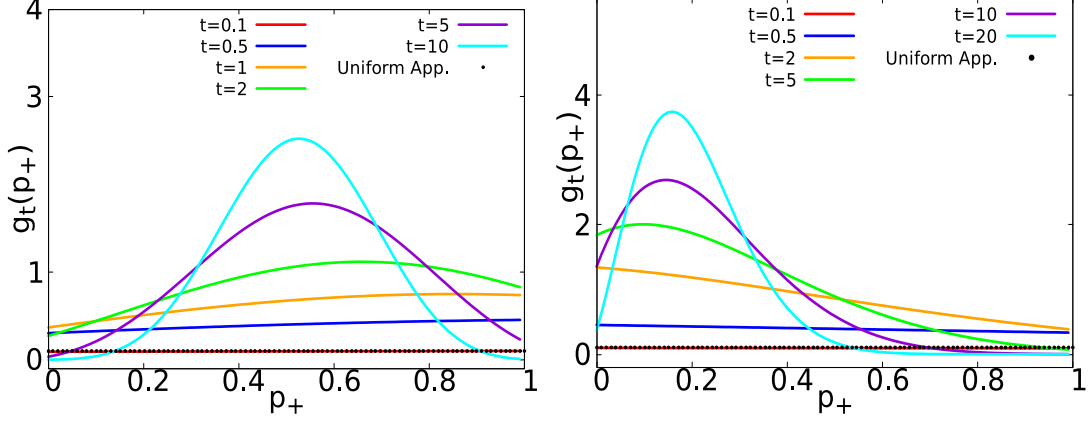 4
3
1
0
g_t(p_+)
t=0.1
t=0.5
t=1
t=2
t=5
t=10
Uniform App.
0 0.2 0.4 0.6 0.8 1
p_+
4
2
0
g_t(p_+)
t=0.1
t=0.5
t=2
t=5
t=10
t=20
Uniform App.
0 0.2 0.4 0.6 0.8 1
p_+